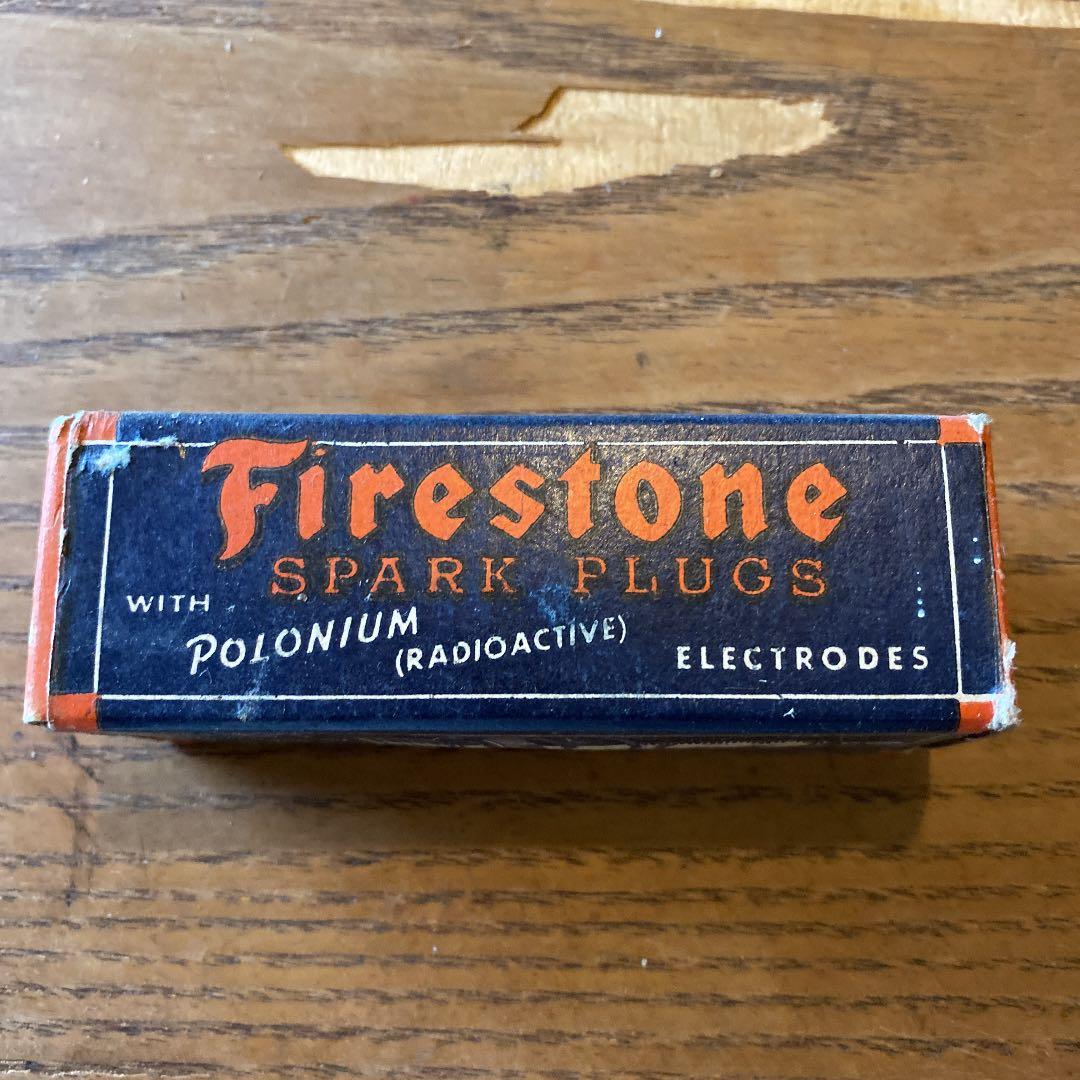 Firestone
SPARK PLUGS
WITH POLONIUM (RADIOACTIVE) ELECTRODES